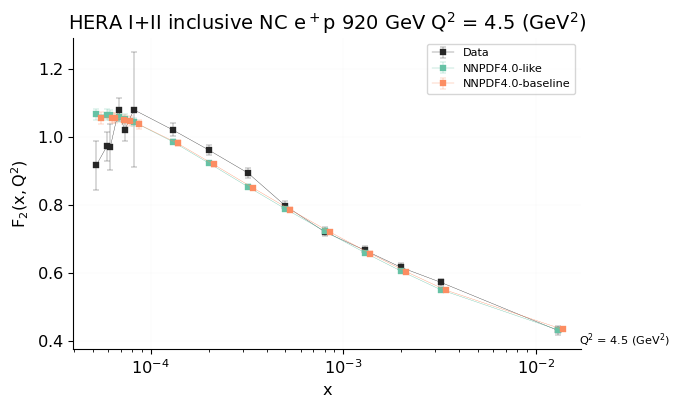 HERA I+II inclusive NC e⁺p 920 GeV Q² = 4.5 (GeV²)
Data
NNPDF4.0-like
NNPDF4.0-baseline
F₂(x, Q²)
1.2
1.0
0.8
0.6
0.4
Q² = 4.5 (GeV²)
10⁻⁴
10⁻³
10⁻²
x